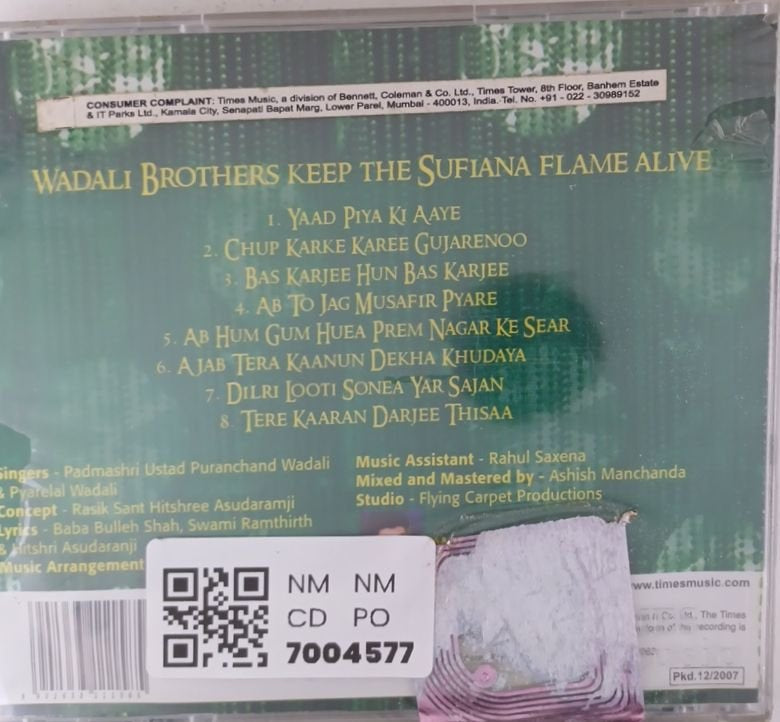 CONSUMER COMPLAINT: Times Music, a division of Bennett, Coleman & Co. Ltd., Times Tower, 8th Floor, Banhem Estate
& IT Parks Ltd., Kamala City, Senapati Bapat Marg, Lower Parel, Mumbai - 400013, India. Tel. No. +91 - 022 - 30989152
WADALI BROTHERS KEEP THE SUFIANA FLAME ALIVE
1. YAAD PIYA KI AAYE
2. CHUP KARKE KAREE GUJARENOO
3. BAS KARJEE HUN BAS KARJEE
4. AB TO JAG MUSAFIR PYARE
5. AB HUM GUM HUEA PREM NAGAR KE SEAR
6. AJAB TERA KAANUN DEKHA KHUDAYA
7. DILRI LOOTI SONEA YAR SAJAN
8. TERE KAARAN DARJEE THISAA
Singers - Padmashri Ustad Puranchand Wadali
& Pyarelal Wadali
Concept - Rasik Sant Hitshree Asudaramji
Lyrics - Baba Bulleh Shah, Swami Ramthirth
& Hitshri Asudaranji
Music Arrangement
Music Assistant - Rahul Saxena
Mixed and Mastered by - Ashish Manchanda
Studio - Flying Carpet Productions
NM NM
CD PO
7004577
www.timesmusic.com
Ltd., The Times
recording is
Pkd.12/2007